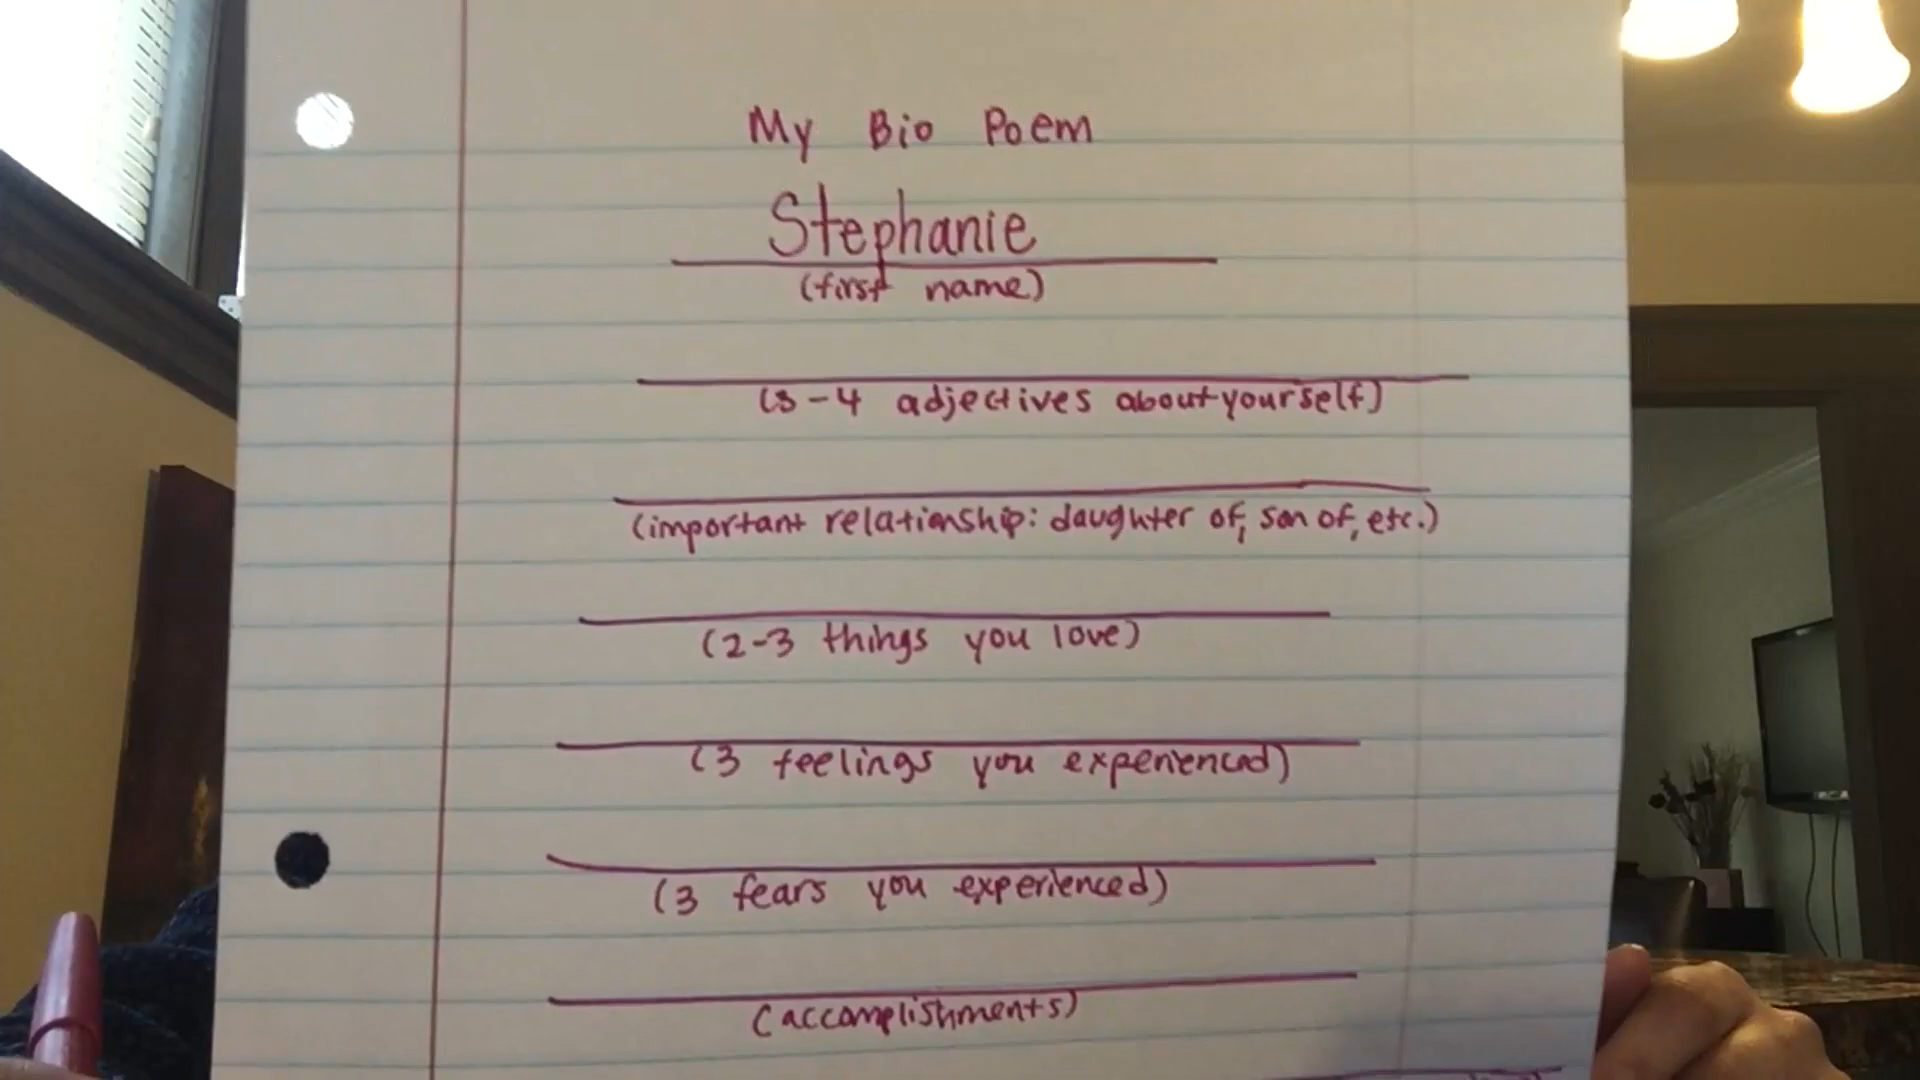 My Bio Poem
Stephanie
(first name)
(3-4 adjectives about yourself)
(important relationship: daughter of, son of, etc.)
(2-3 things you love)
(3 feelings you experienced)
(3 fears you experienced)
(accomplishments)